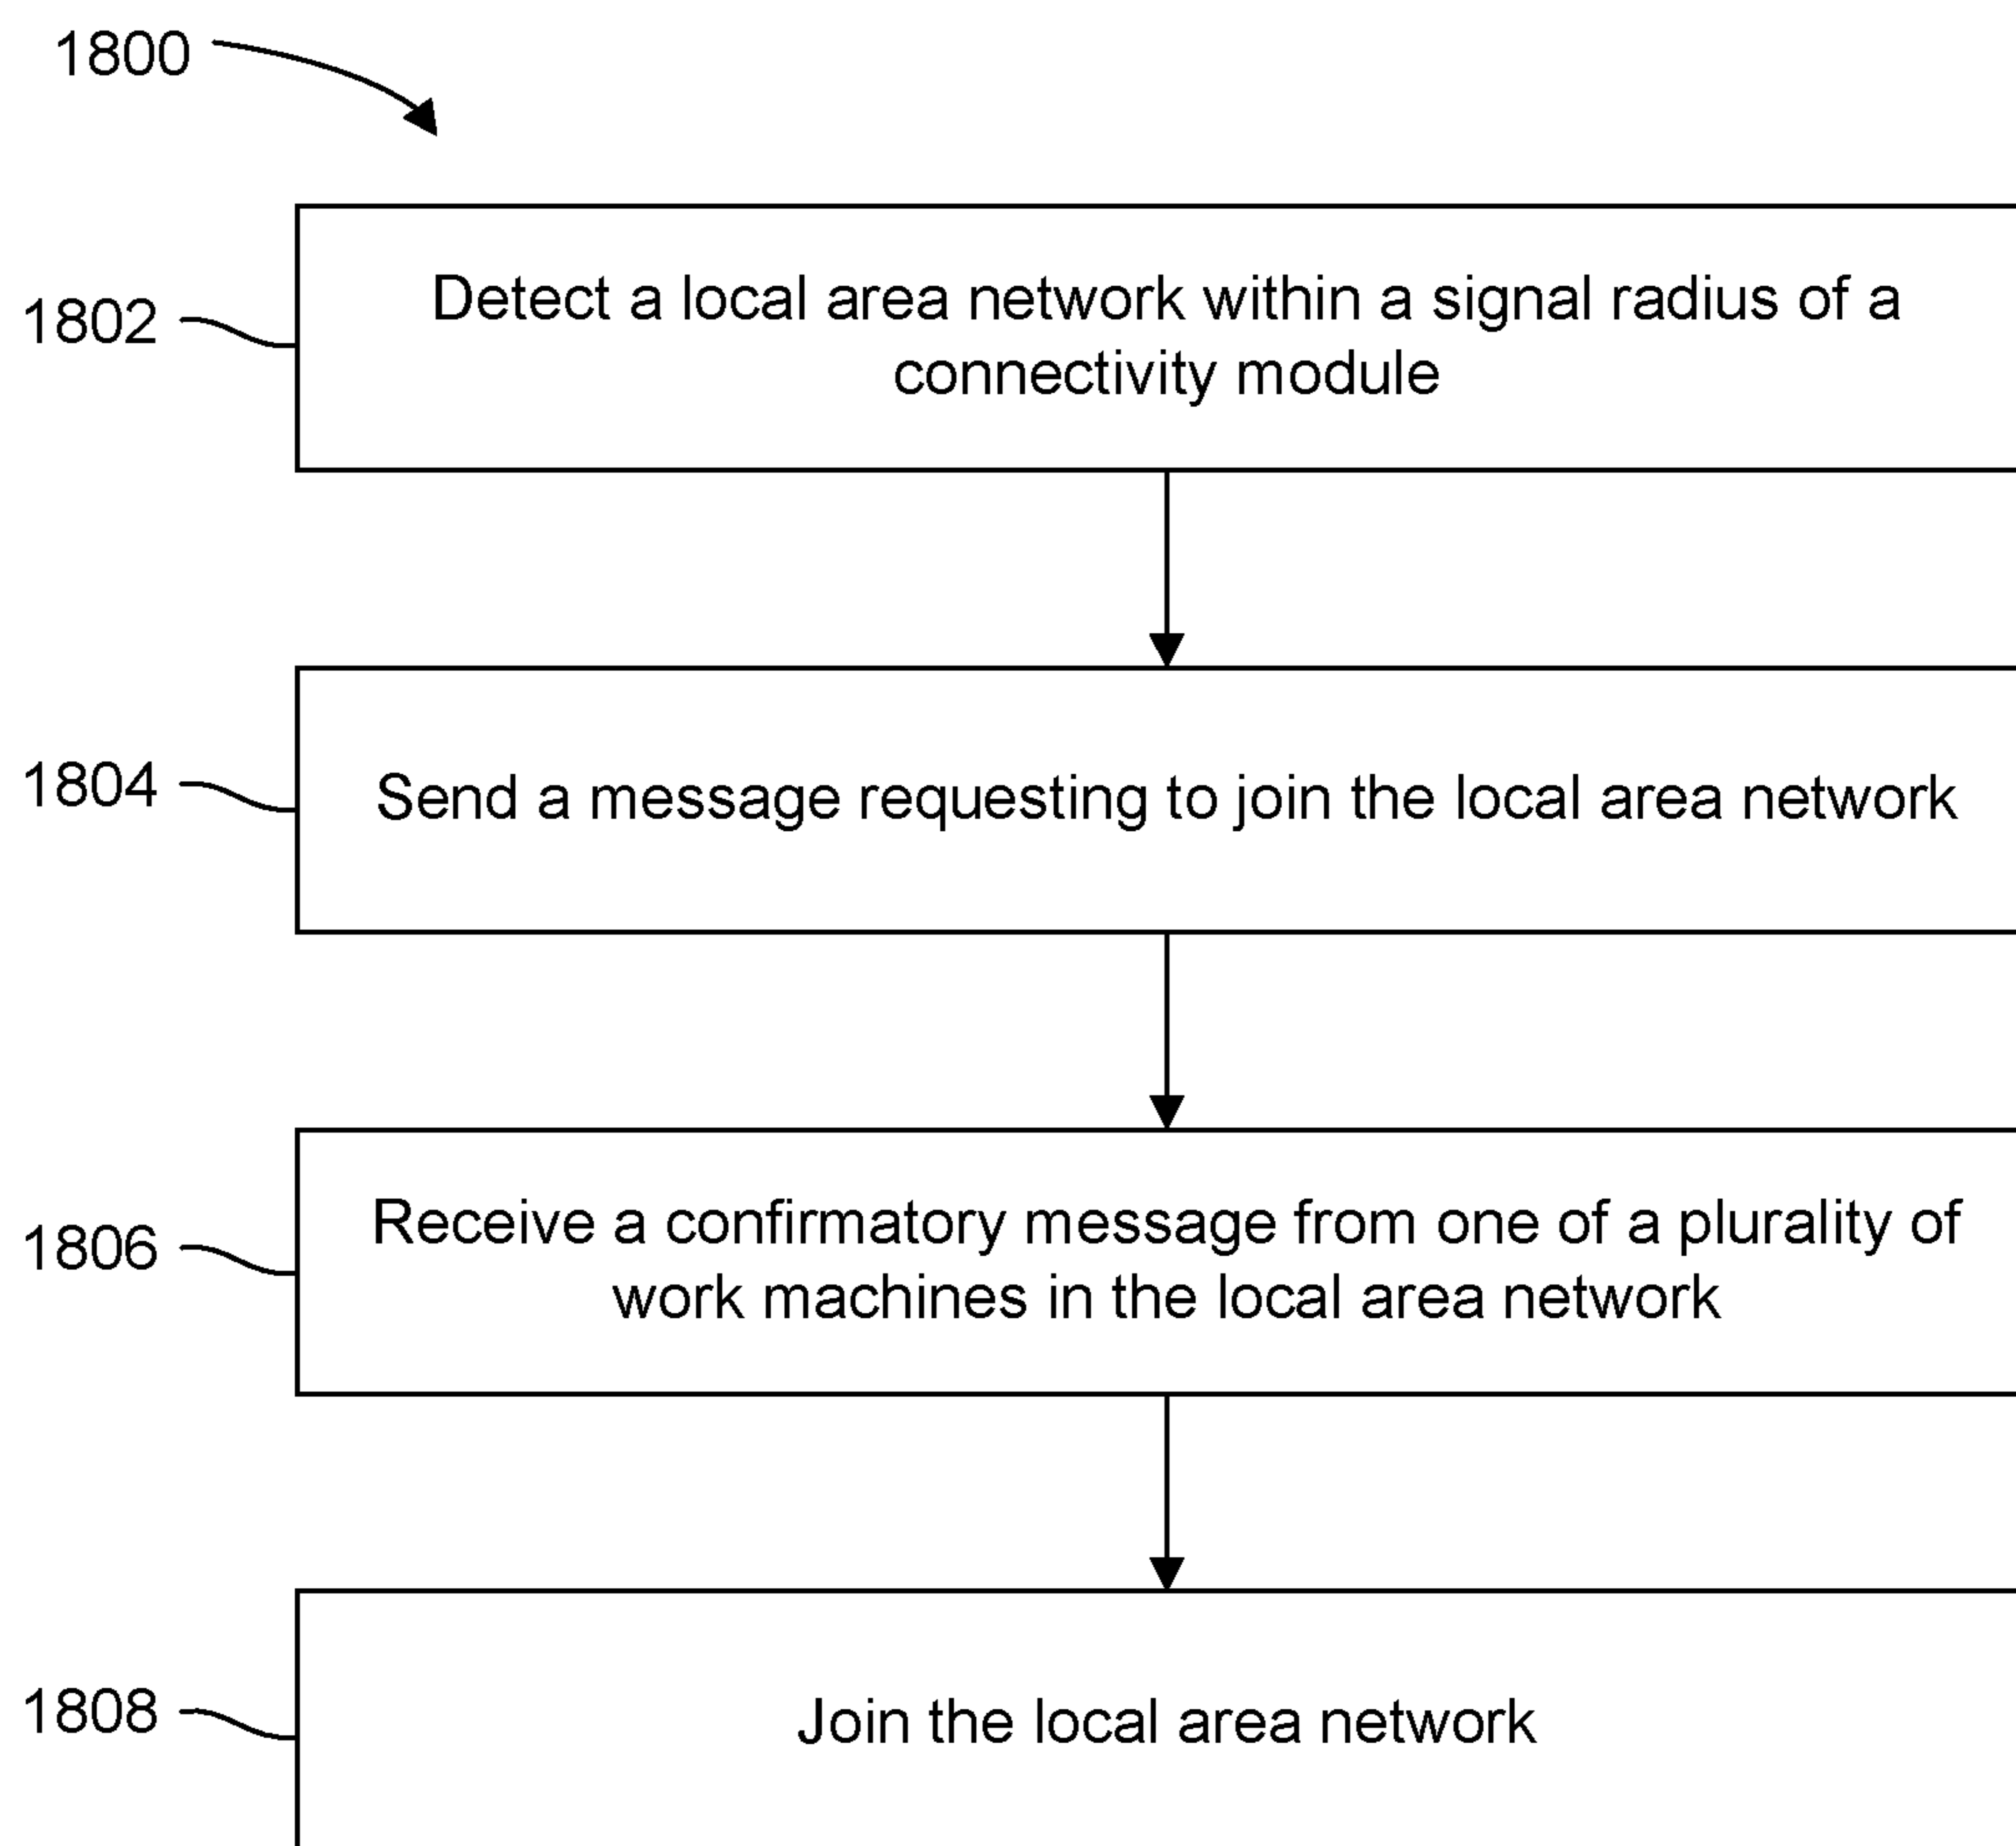 1800
1802
Detect a local area network within a signal radius of a
connectivity module
1804
Send a message requesting to join the local area network
1806
Receive a confirmatory message from one of a plurality of
work machines in the local area network
1808
Join the local area network